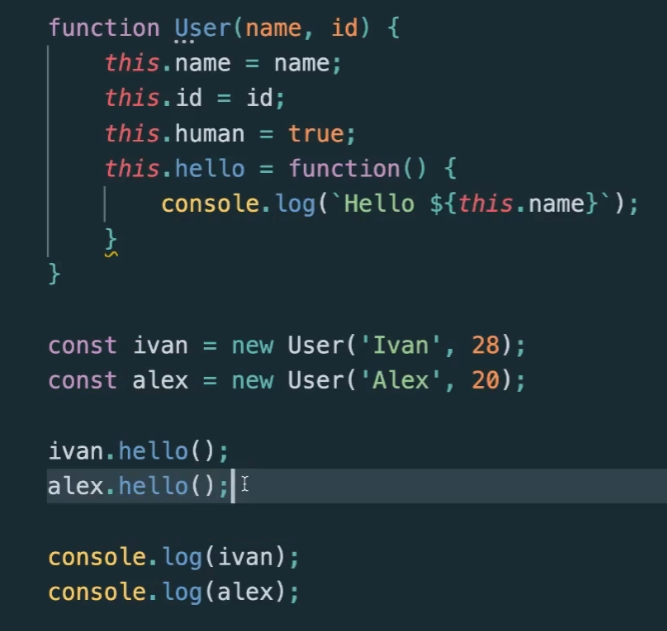 function User(name, id) {
    this.name = name;
    this.id = id;
    this.human = true;
    this.hello = function() {
        console.log(`Hello ${this.name}`);
    }
}

const ivan = new User('Ivan', 28);
const alex = new User('Alex', 20);

ivan.hello();
alex.hello();

console.log(ivan);
console.log(alex);